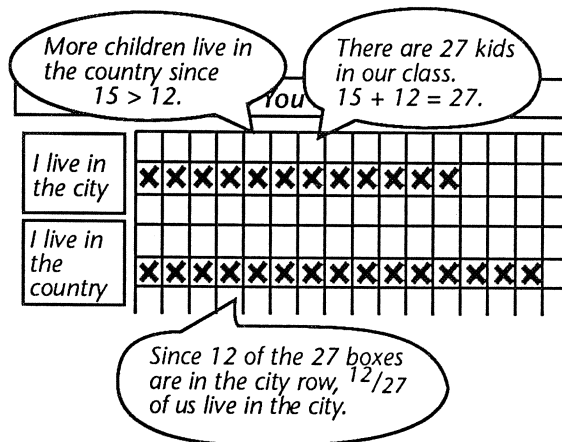 More children live in
the country since
15 > 12.
There are 27 kids
in our class.
15 + 12 = 27.
You
I live in
the city
X X X X X X X X X X X X
I live in
the
country
X X X X X X X X X X X X X X X
Since 12 of the 27 boxes
are in the city row, 12/27
of us live in the city.